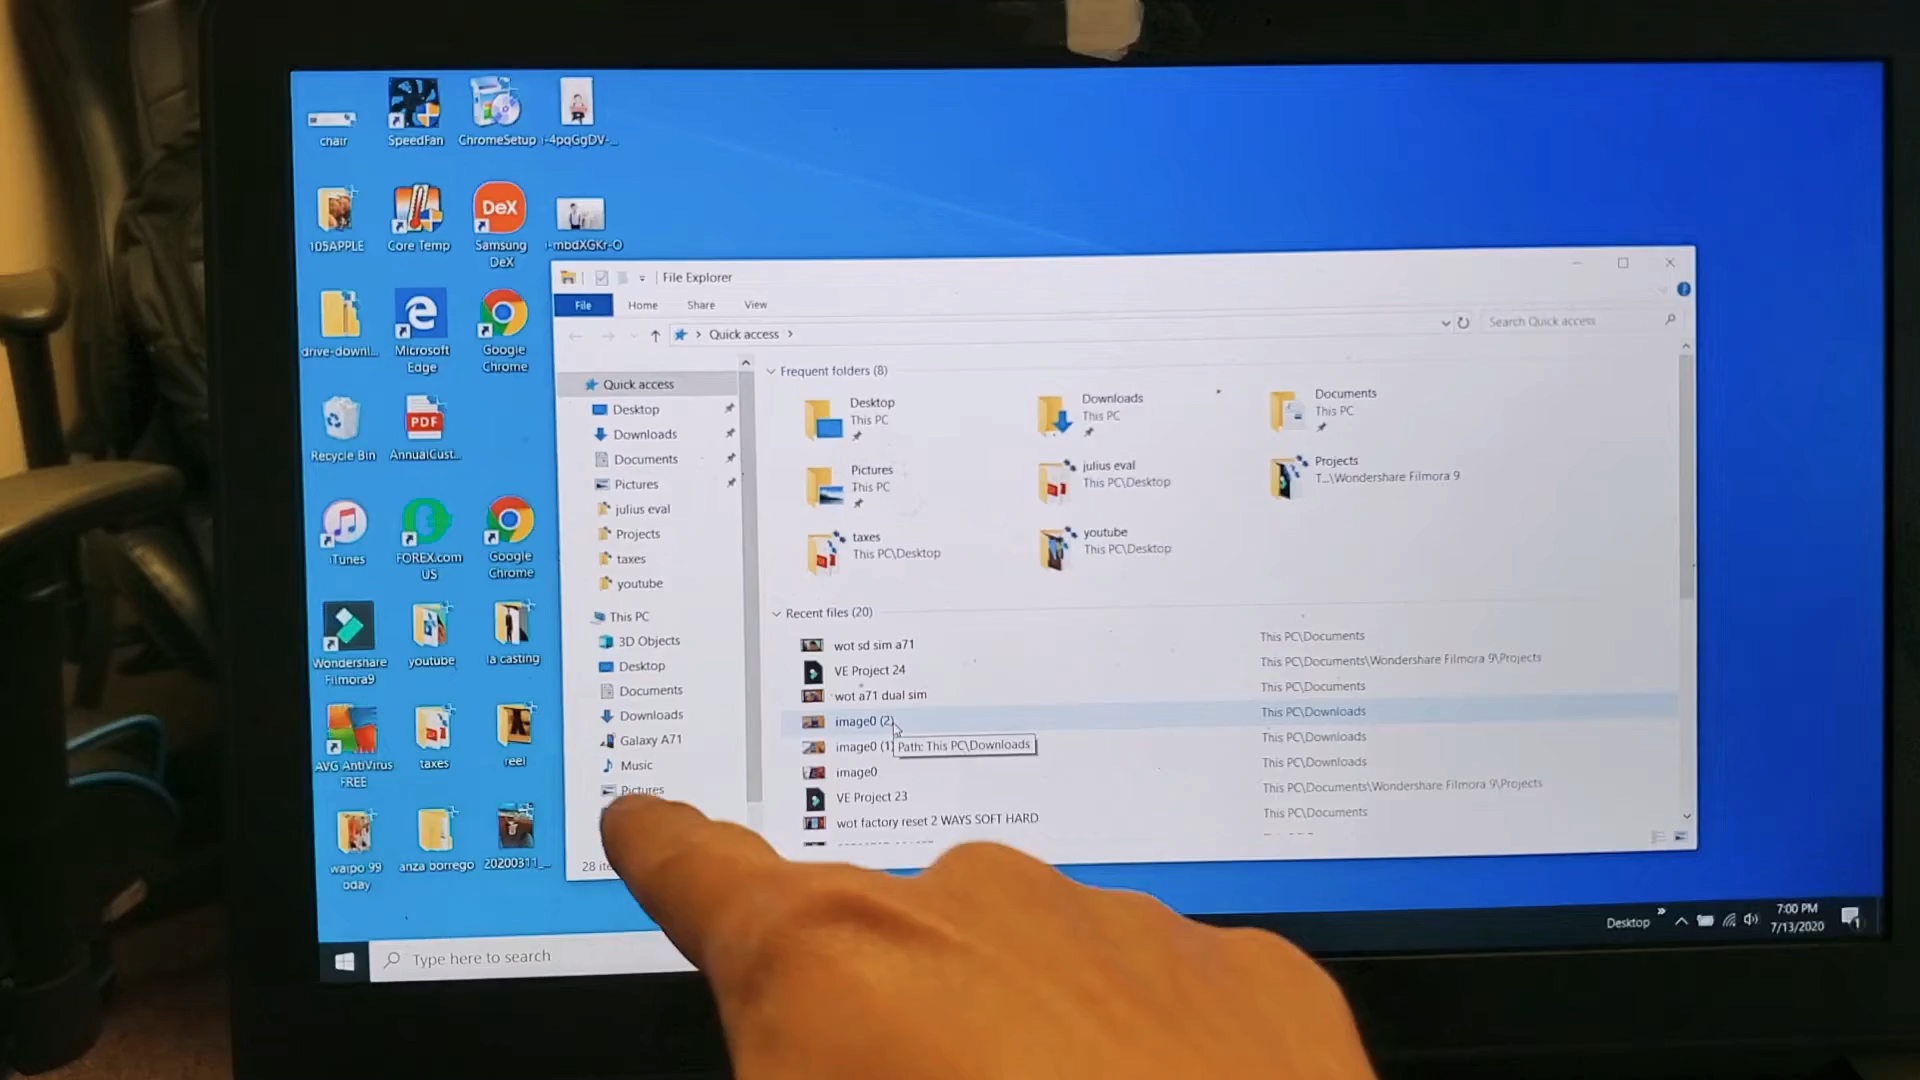 chair
SpeedFan
ChromeSetup
i-4pqGgDV-...
105APPLE
Core Temp
DeX
Samsung
DeX
i-mbdXGKr-O
drive-downl...
Microsoft
Edge
Google
Chrome
Recycle Bin
PDF
AnnualCust...
iTunes
FOREX.com
US
Google
Chrome
Wondershare
Filmora9
youtube
la casting
AVG AntiVirus
FREE
taxes
reel
waipo 99
bday
anza borrego
20200311_...
File Explorer
File
Home
Share
View
Quick access
Search Quick access
Quick access
Desktop
Downloads
Documents
Pictures
julius eval
Projects
taxes
youtube
This PC
3D Objects
Desktop
Documents
Downloads
Galaxy A71
Music
Pictures
28
Frequent folders (8)
Desktop
This PC
Downloads
This PC
Documents
This PC
Pictures
This PC
julius eval
This PC\Desktop
Projects
T...\Wondershare Filmora 9
taxes
This PC\Desktop
youtube
This PC\Desktop
Recent files (20)
wot sd sim a71
This PC\Documents
VE Project 24
This PC\Documents\Wondershare Filmora 9\Projects
wot a71 dual sim
This PC\Documents
image0 (2)
This PC\Downloads
image0 (1)
Path: This PC\Downloads
This PC\Downloads
image0
This PC\Downloads
VE Project 23
This PC\Documents\Wondershare Filmora 9\Projects
wot factory reset 2 WAYS SOFT HARD
This PC\Documents
Type here to search
Desktop
7:00 PM
7/13/2020
1